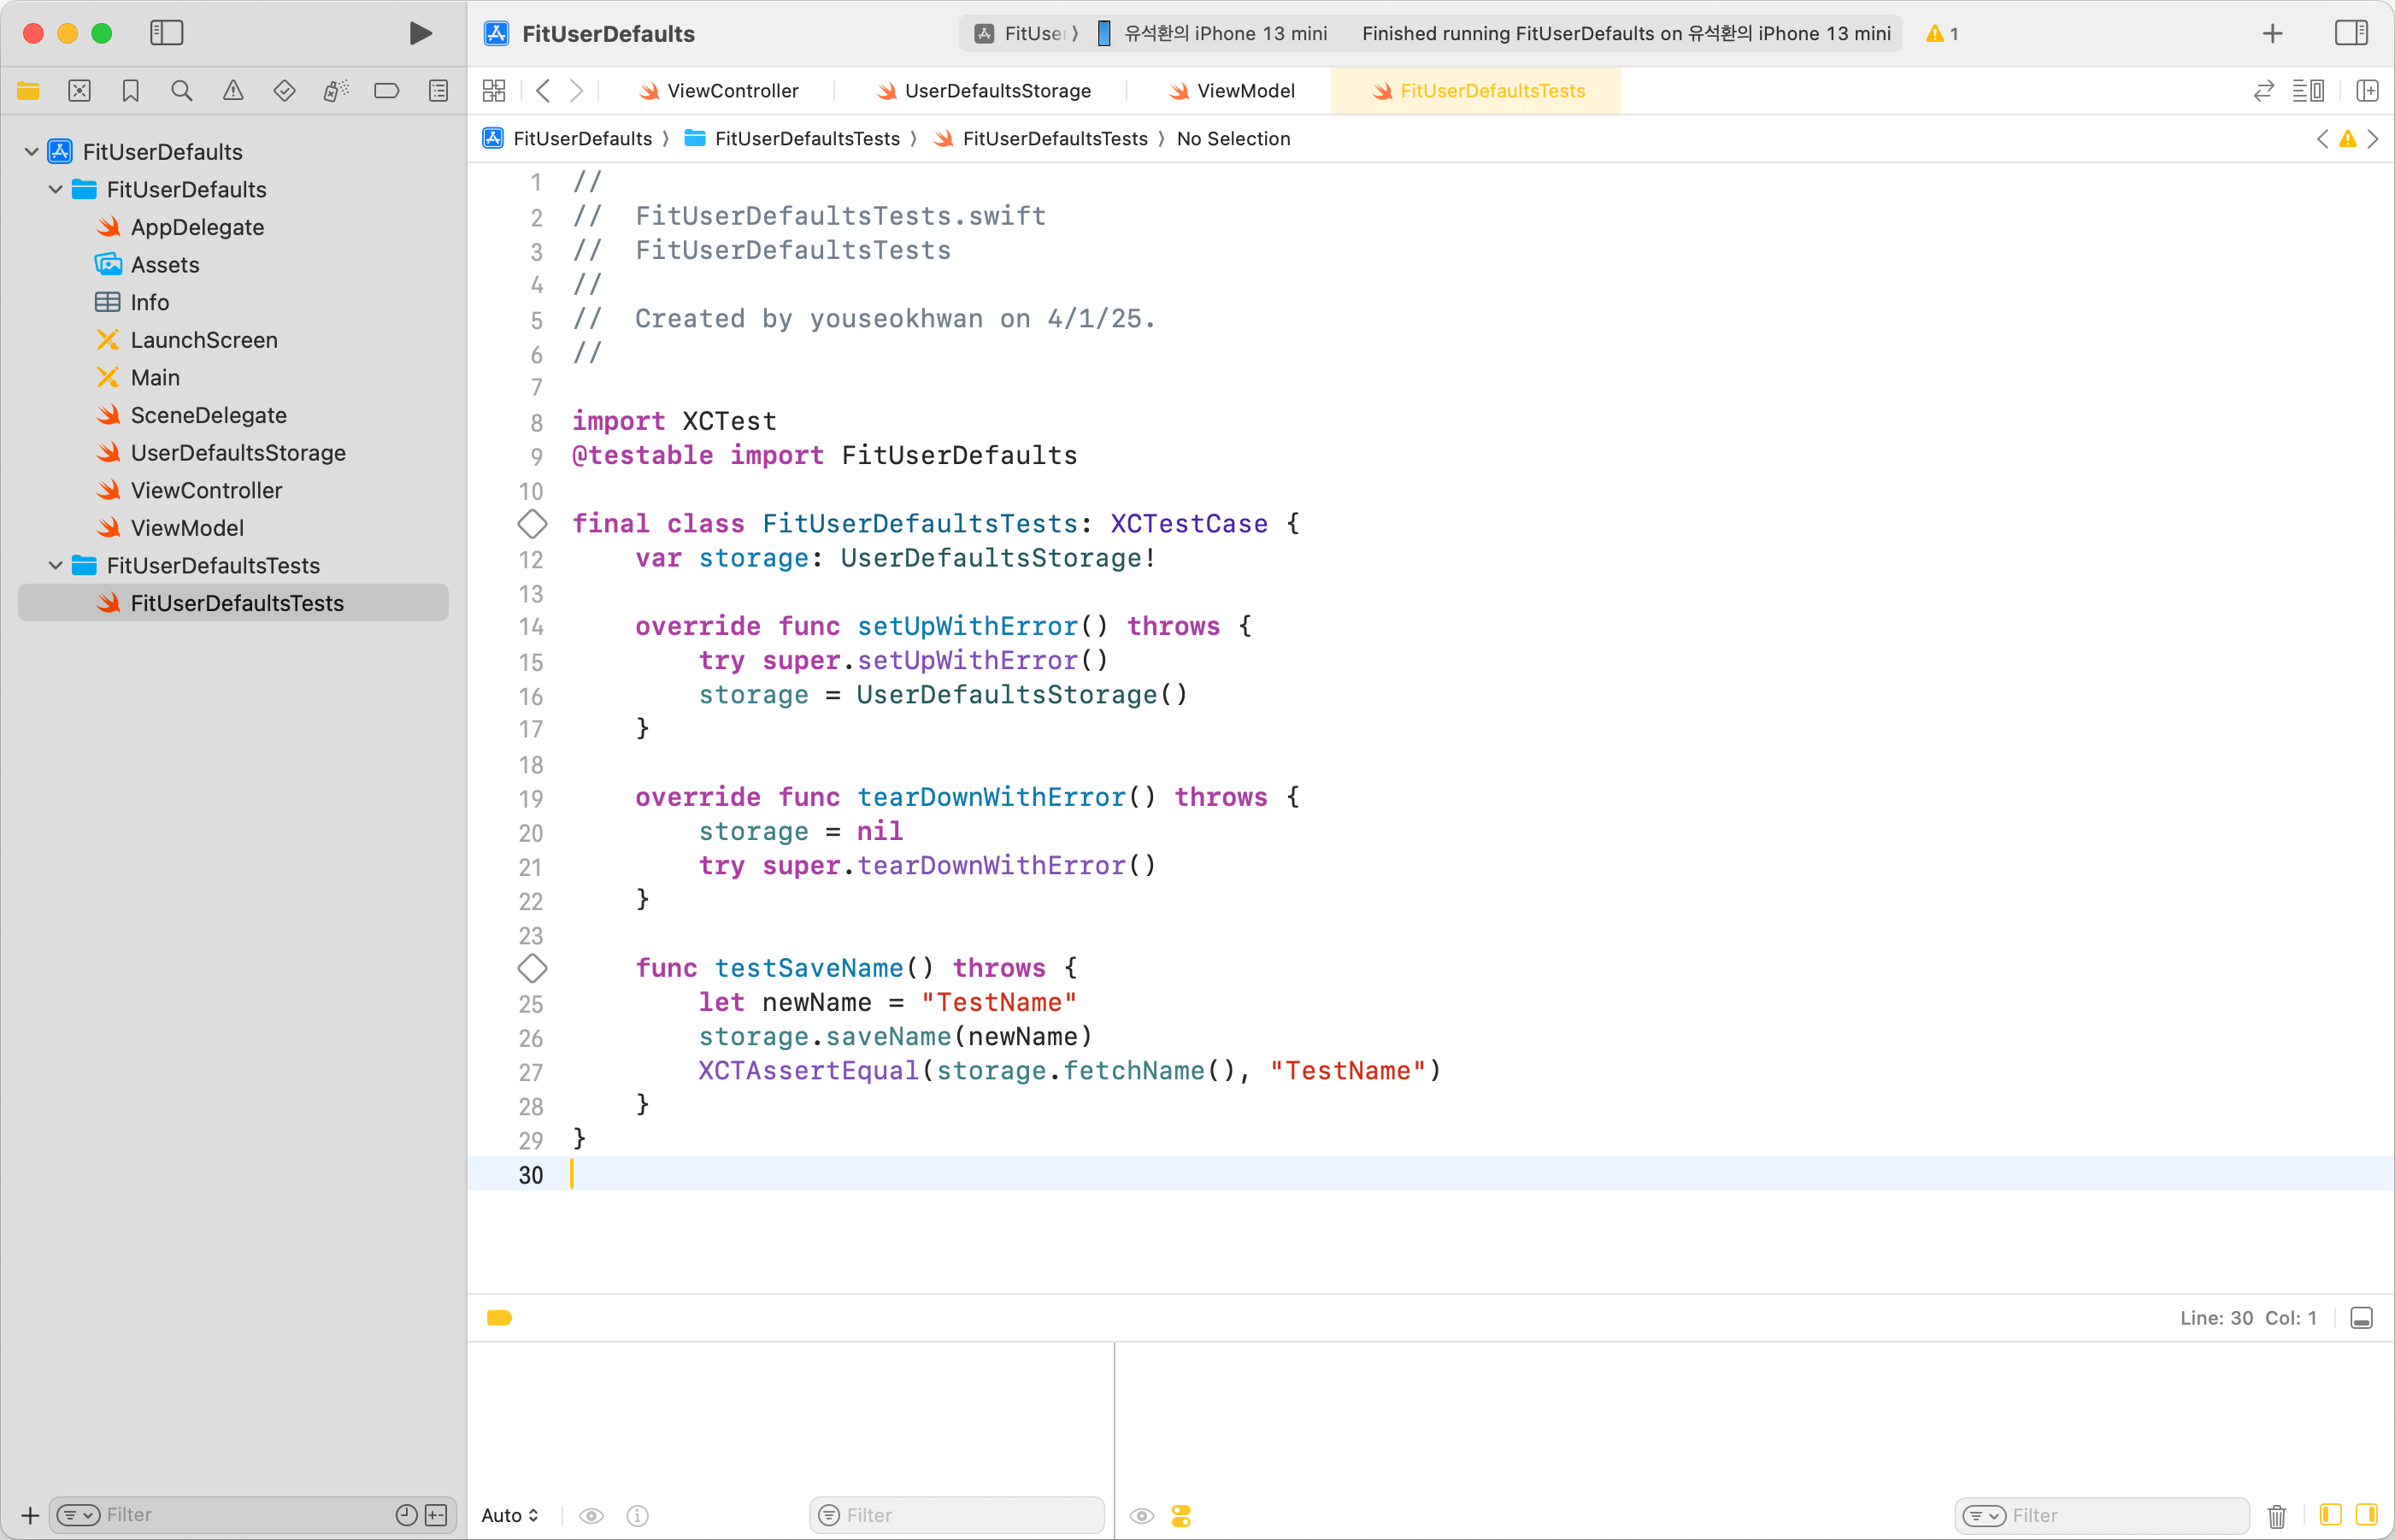 FitUserDefaults
FitUser 〉 유석환의 iPhone 13 mini Finished running FitUserDefaults on 유석환의 iPhone 13 mini 1
ViewController UserDefaultsStorage ViewModel FitUserDefaultsTests
FitUserDefaults 〉 FitUserDefaultsTests 〉 FitUserDefaultsTests 〉 No Selection
FitUserDefaults
FitUserDefaults
AppDelegate
Assets
Info
LaunchScreen
Main
SceneDelegate
UserDefaultsStorage
ViewController
ViewModel
FitUserDefaultsTests
FitUserDefaultsTests
Filter
1 //
2 //  FitUserDefaultsTests.swift
3 //  FitUserDefaultsTests
4 //
5 //  Created by youseokhwan on 4/1/25.
6 //
7
8 import XCTest
9 @testable import FitUserDefaults
10
final class FitUserDefaultsTests: XCTestCase {
12     var storage: UserDefaultsStorage!
13
14     override func setUpWithError() throws {
15         try super.setUpWithError()
16         storage = UserDefaultsStorage()
17     }
18
19     override func tearDownWithError() throws {
20         storage = nil
21         try super.tearDownWithError()
22     }
23
    func testSaveName() throws {
25         let newName = "TestName"
26         storage.saveName(newName)
27         XCTAssertEqual(storage.fetchName(), "TestName")
28     }
29 }
30
Line: 30 Col: 1
Auto Filter Filter